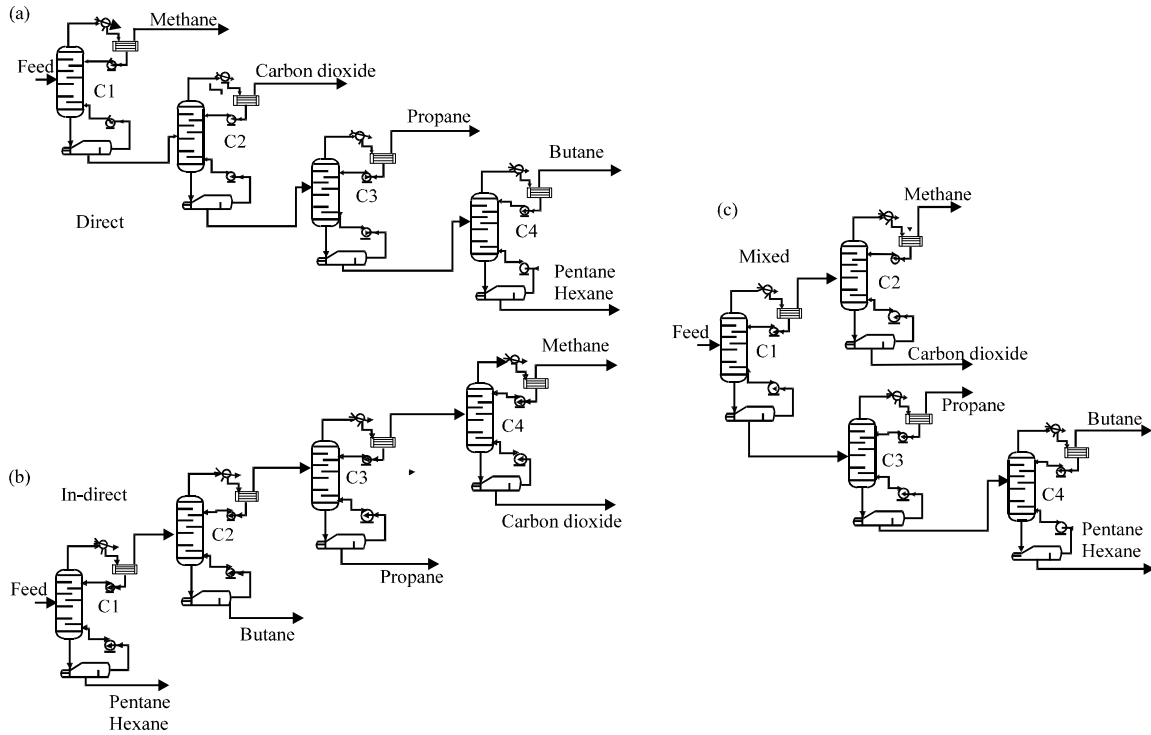 (a)
Methane
Feed
C1
Carbon dioxide
C2
Propane
C3
Butane
C4
Direct
Pentane
Hexane
(b)
In-direct
Feed
C1
Pentane
Hexane
C2
Butane
C3
Propane
Methane
C4
Carbon dioxide
(c)
Mixed
Feed
C1
Methane
C2
Carbon dioxide
Propane
C3
Butane
C4
Pentane
Hexane